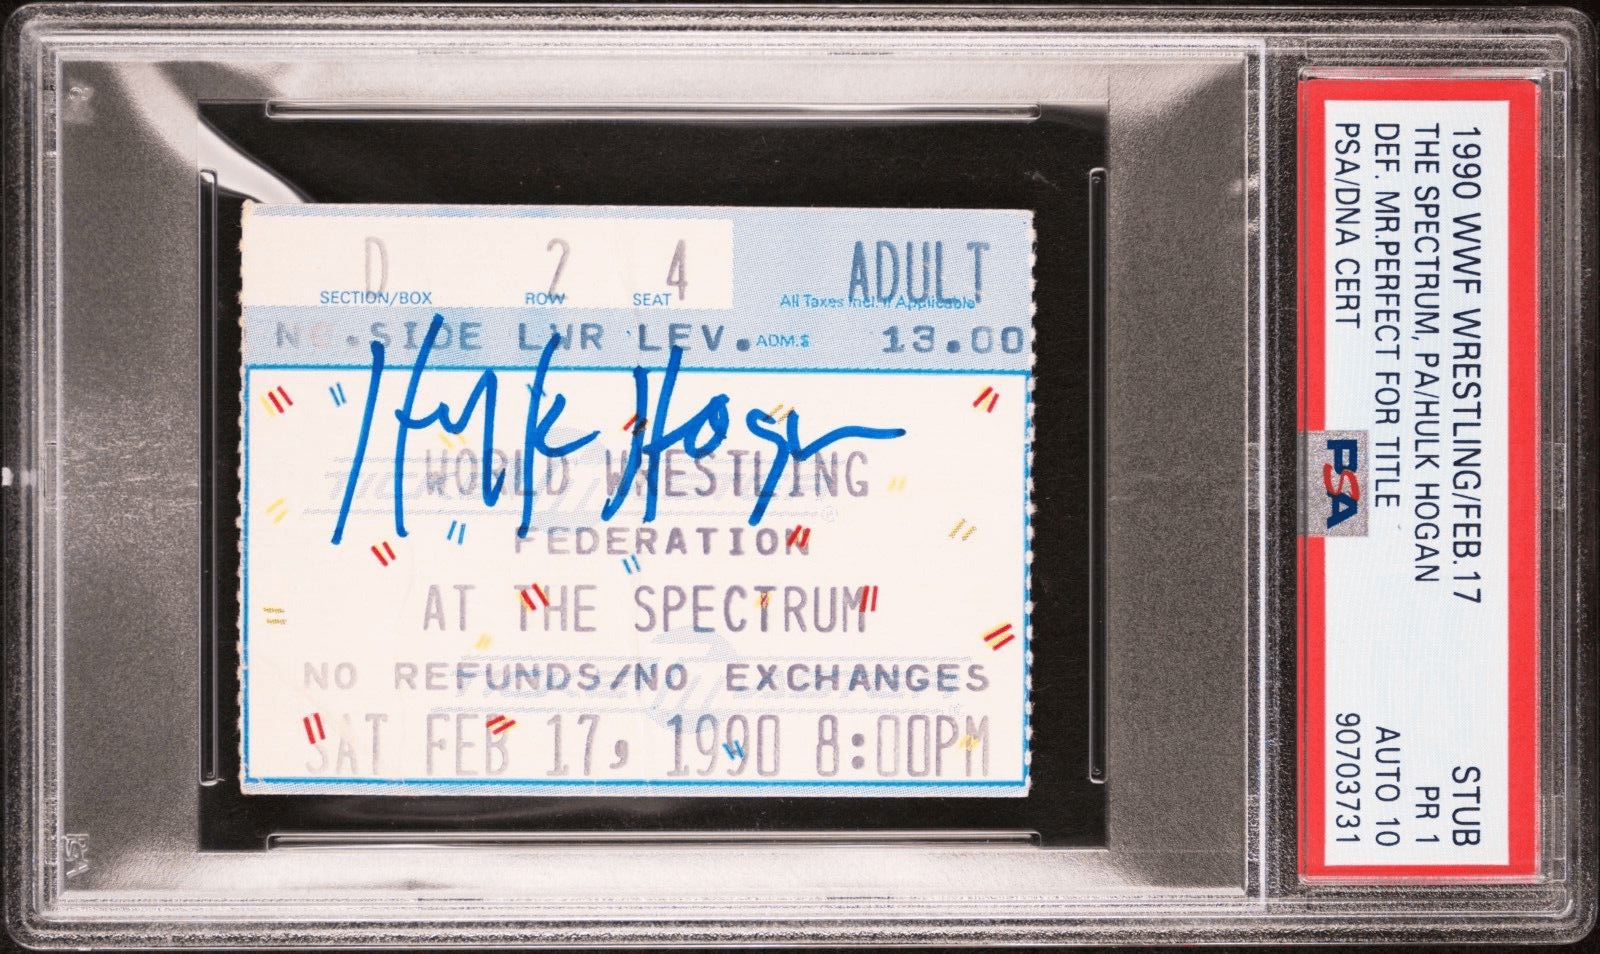 D 2 4 ADULT
SECTION/BOX ROW SEAT All Taxes Incl. If Applicable
NO.SIDE LWR LEV. ADM.$ 13.00
Hulk Hogan
WORLD WRESTLING
FEDERATION
AT THE SPECTRUM
NO REFUNDS/NO EXCHANGES
SAT FEB 17, 1990 8:00PM
1990 WWF WRESTLING/FEB.17 STUB
THE SPECTRUM, PA/HULK HOGAN PR 1
DEF. MR.PERFECT FOR TITLE AUTO 10
PSA/DNA CERT 90703731
PSA